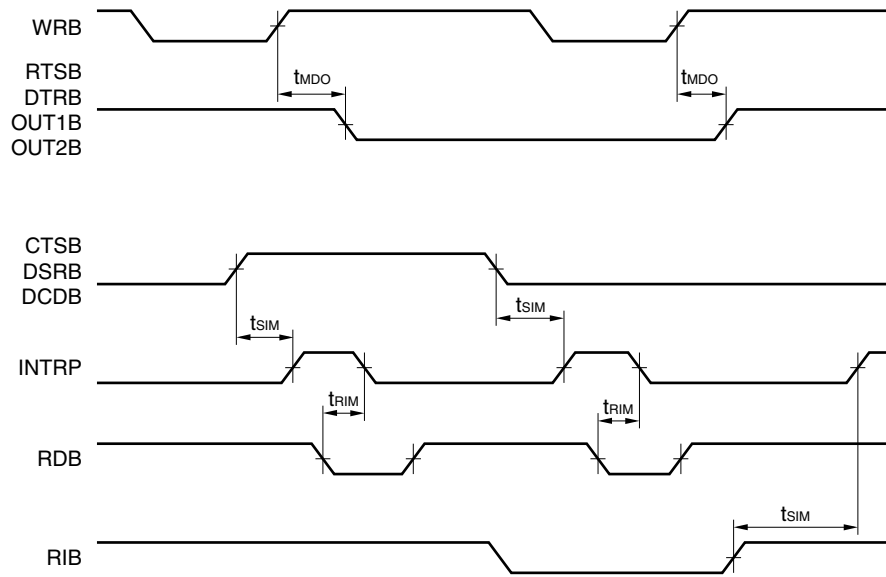 WRB
RTSB
tMDO
tMDO
DTRB
OUT1B
OUT2B
CTSB
DSRB
DCDB
tSIM
tSIM
INTRP
tRIM
tRIM
RDB
tSIM
RIB